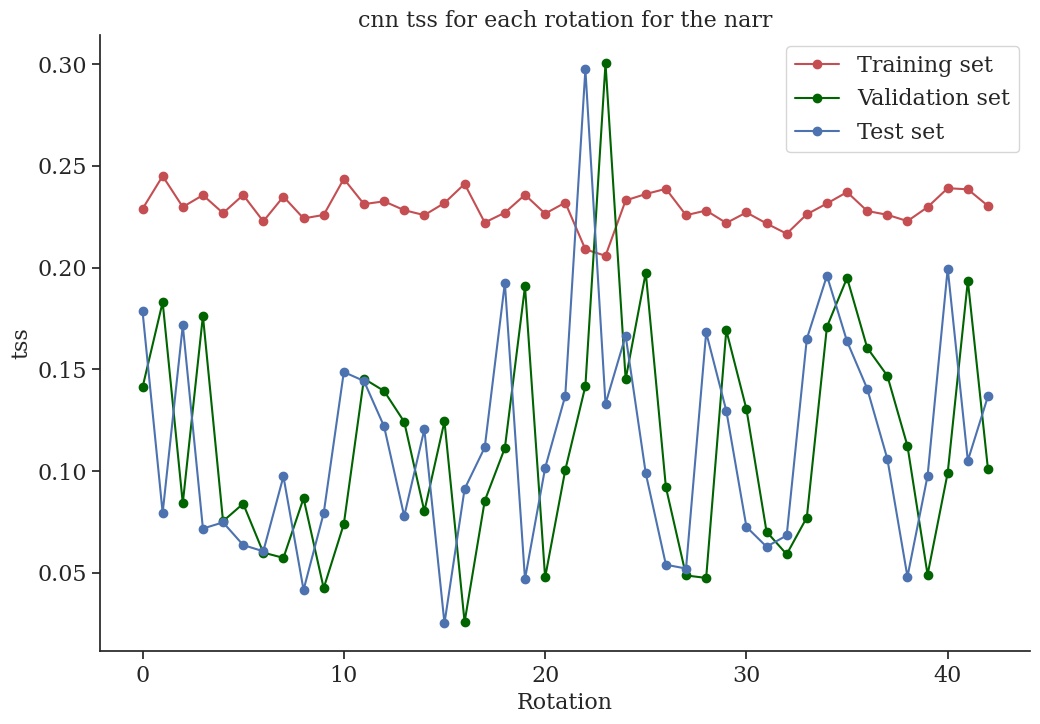 cnn tss for each rotation for the narr
Training set
Validation set
Test set
0.30
0.25
0.20
0.15
0.10
0.05
tss
0 10 20 30 40
Rotation